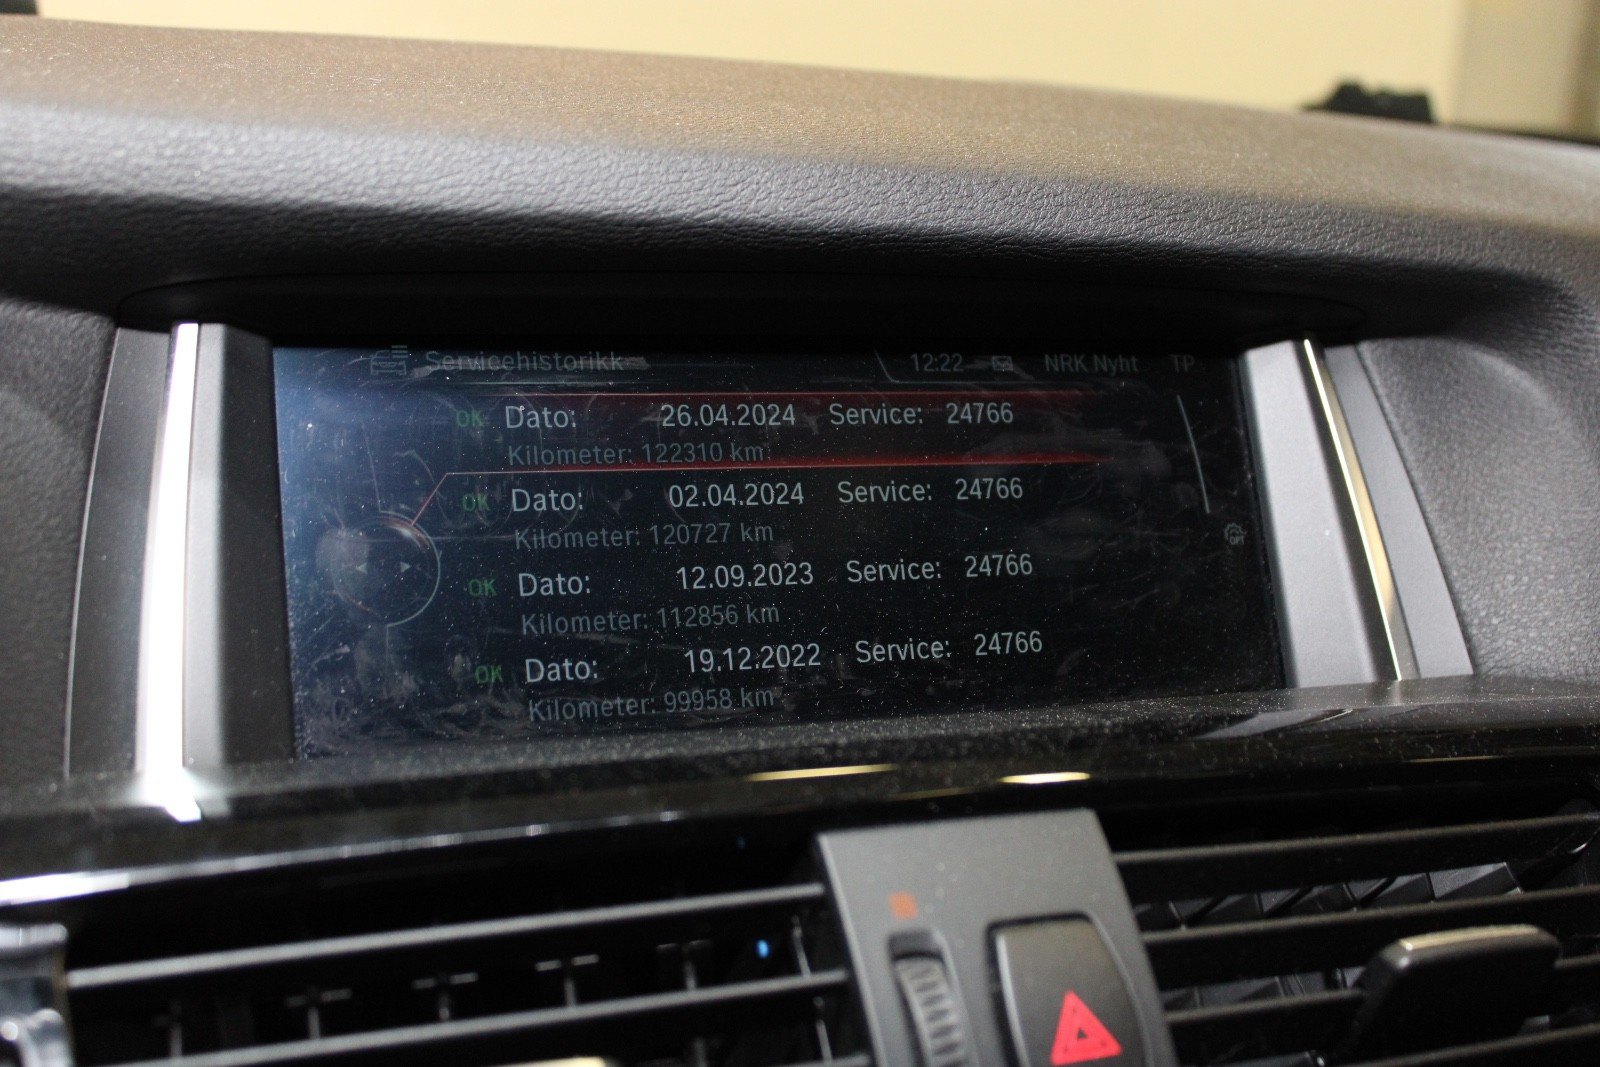 Servicehistorikk 12:22 NRK Nyht TP
OK Dato: 26.04.2024 Service: 24766
Kilometer: 122310 km
OK Dato: 02.04.2024 Service: 24766
Kilometer: 120727 km
OK Dato: 12.09.2023 Service: 24766
Kilometer: 112856 km
OK Dato: 19.12.2022 Service: 24766
Kilometer: 99958 km